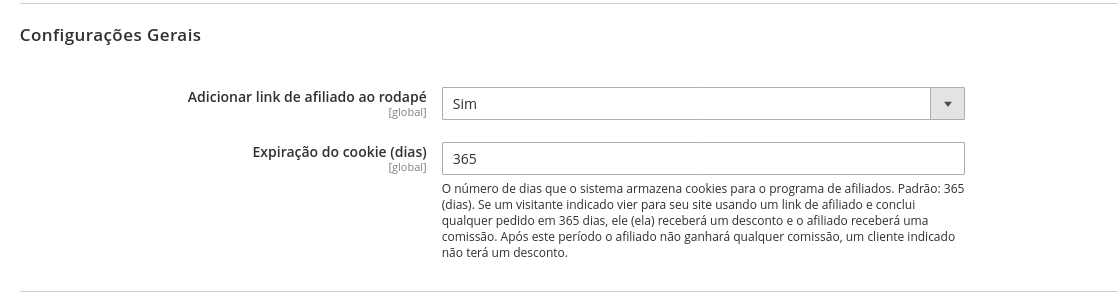 Configurações Gerais
Adicionar link de afiliado ao rodapé
[global]
Sim
Expiração do cookie (dias)
[global]
365
O número de dias que o sistema armazena cookies para o programa de afiliados. Padrão: 365
(dias). Se um visitante indicado vier para seu site usando um link de afiliado e conclui
qualquer pedido em 365 dias, ele (ela) receberá um desconto e o afiliado receberá uma
comissão. Após este período o afiliado não ganhará qualquer comissão, um cliente indicado
não terá um desconto.